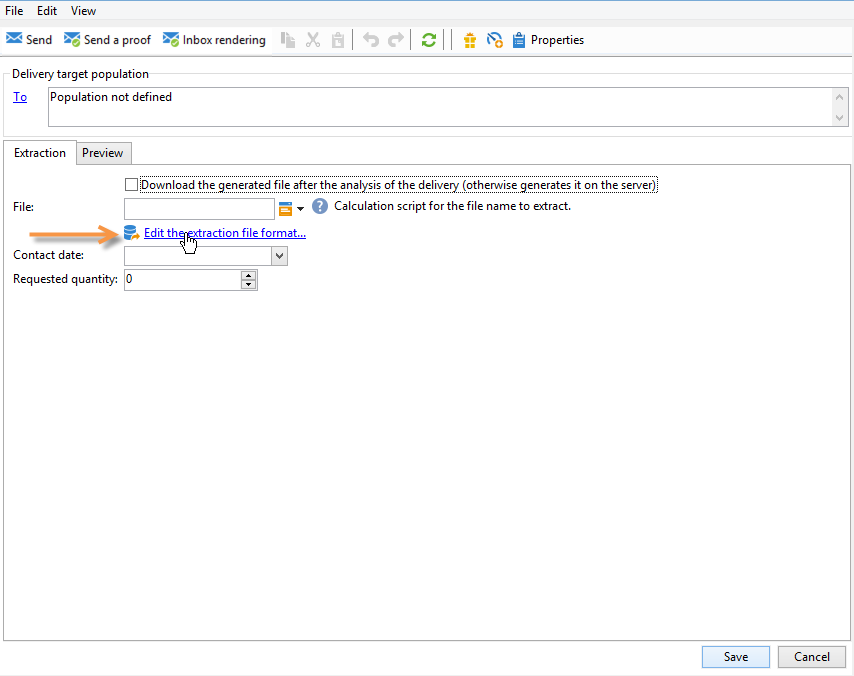 File Edit View
Send Send a proof Inbox rendering Properties
Delivery target population
To Population not defined
Extraction Preview
Download the generated file after the analysis of the delivery (otherwise generates it on the server)
File: ? Calculation script for the file name to extract.
Edit the extraction file format...
Contact date:
Requested quantity: 0
Save Cancel